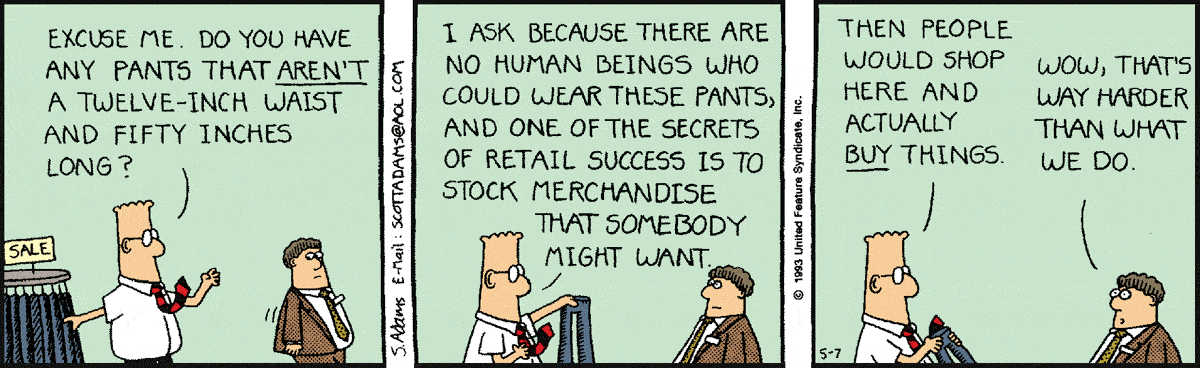 EXCUSE ME. DO YOU HAVE
ANY PANTS THAT AREN'T
A TWELVE-INCH WAIST
AND FIFTY INCHES
LONG?
SALE
S. Adams E-Mail: SCOTTADAMS@AOL.COM
I ASK BECAUSE THERE ARE
NO HUMAN BEINGS WHO
COULD WEAR THESE PANTS,
AND ONE OF THE SECRETS
OF RETAIL SUCCESS IS TO
STOCK MERCHANDISE
THAT SOMEBODY
MIGHT WANT.
© 1993 United Feature Syndicate, Inc.
THEN PEOPLE
WOULD SHOP
HERE AND
ACTUALLY
BUY THINGS.
WOW, THAT'S
WAY HARDER
THAN WHAT
WE DO.
5-7